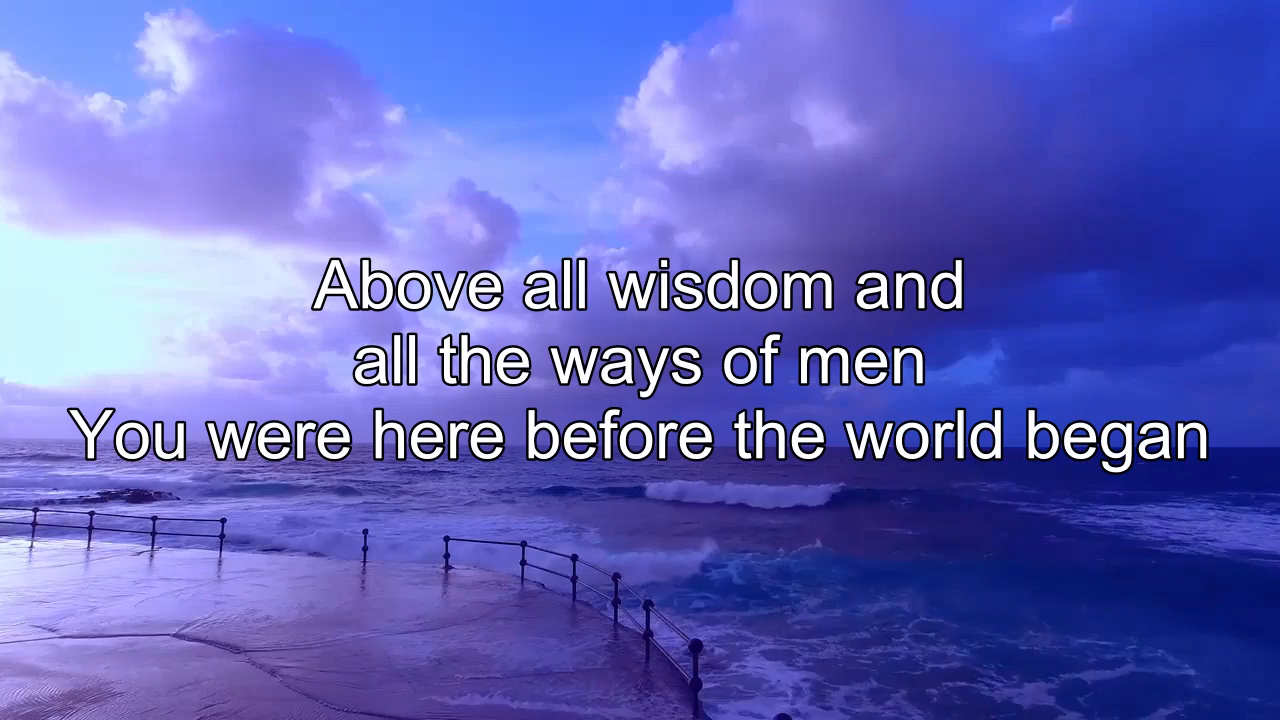 Above all wisdom and
all the ways of men
You were here before the world began